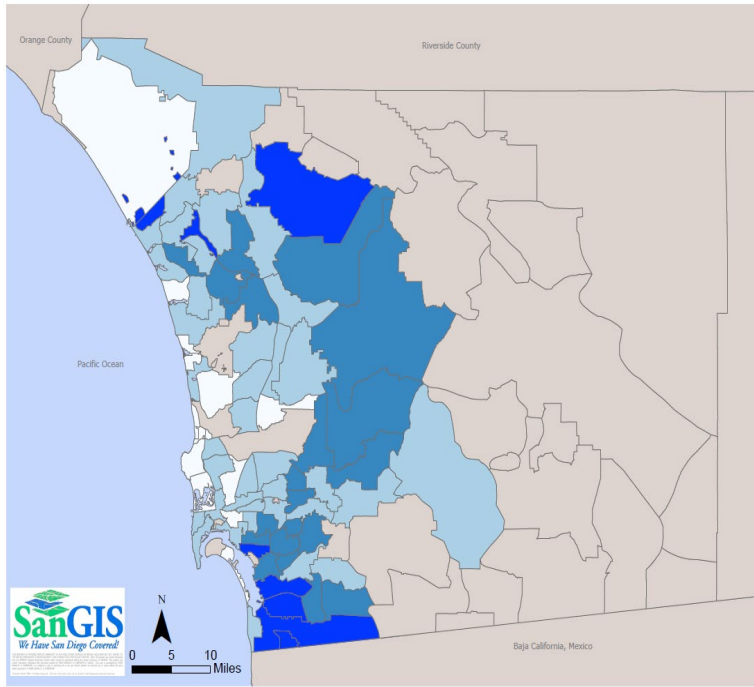 Orange County
Riverside County
Pacific Ocean
SanGIS
We Have San Diego Covered!
N
0 5 10
Miles
Baja California, Mexico